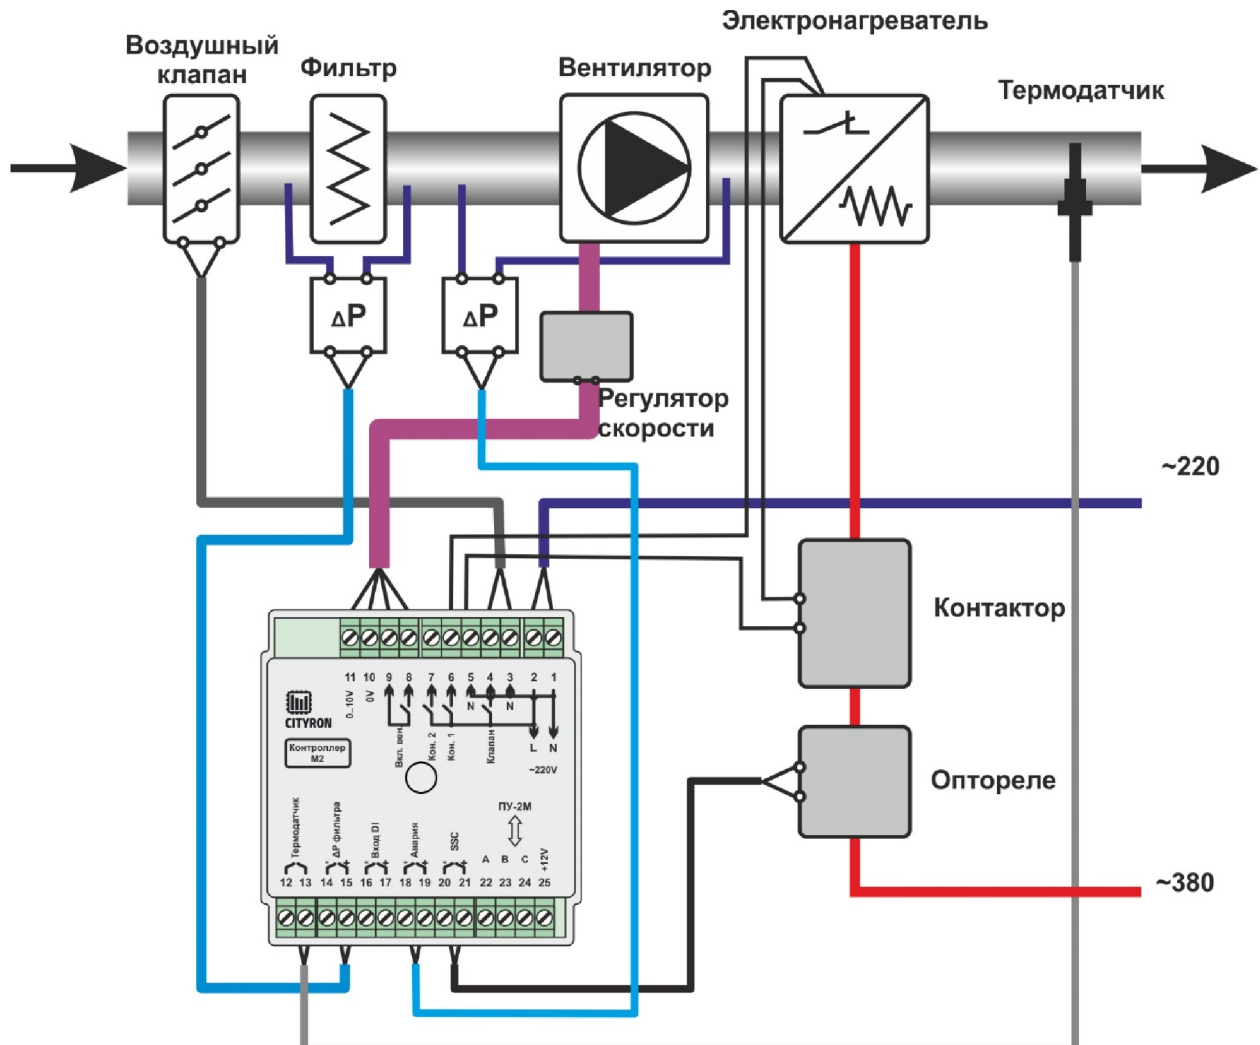 Электронагреватель
Воздушный
клапан
Фильтр
Вентилятор
Термодатчик
ΔP
ΔP
Регулятор
скорости
~220
Контактор
Оптореле
~380
11 10 9 8 7 6 5 4 3 2 1
0..10V
0V
N
N
Вкл. вен.
Кон. 2
Кон. 1
Клапан
L N
~220V
CITYRON
Контроллер
М2
ПУ-2М
Термодатчик
ΔP фильтра
Вход DI
Авария
SSC
A B C
+12V
12 13 14 15 16 17 18 19 20 21 22 23 24 25